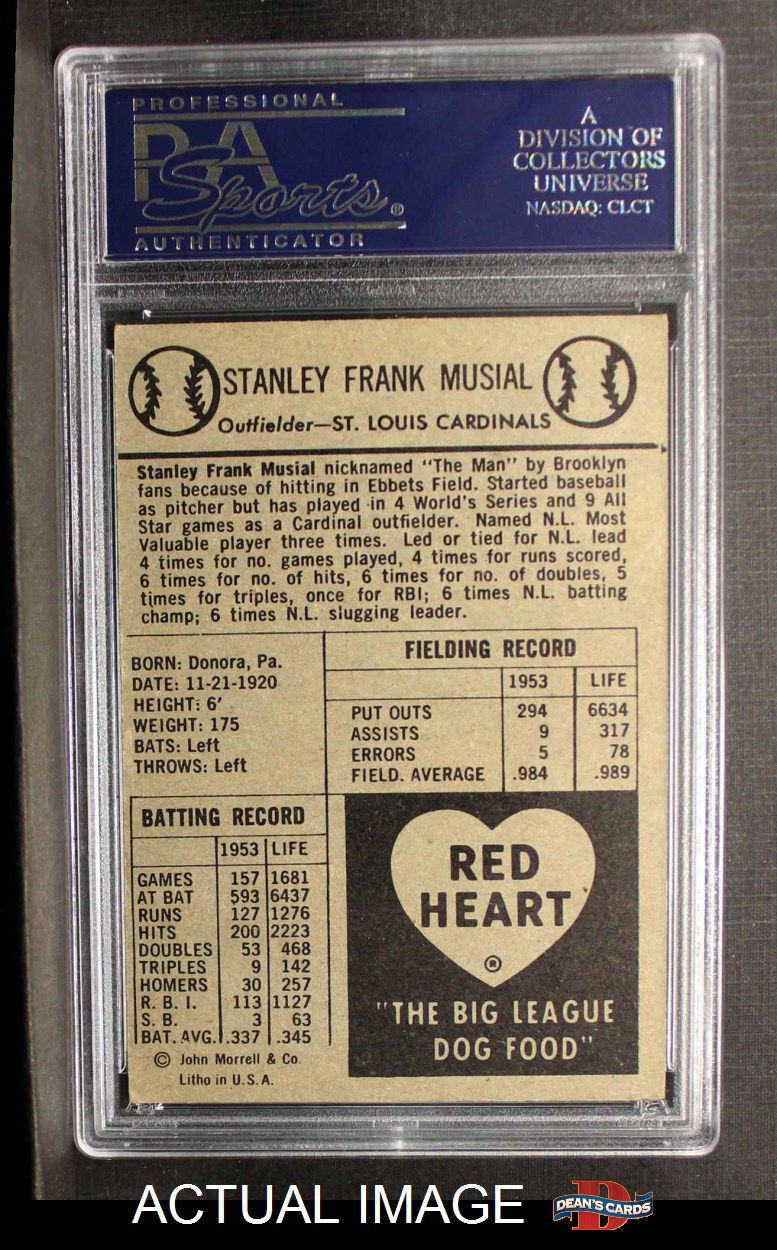 PROFESSIONAL
PSA
Sports®
AUTHENTICATOR
A
DIVISION OF
COLLECTORS
UNIVERSE
NASDAQ: CLCT
STANLEY FRANK MUSIAL
Outfielder—ST. LOUIS CARDINALS
Stanley Frank Musial nicknamed "The Man" by Brooklyn
fans because of hitting in Ebbets Field. Started baseball
as pitcher but has played in 4 World's Series and 9 All
Star games as a Cardinal outfielder. Named N.L. Most
Valuable player three times. Led or tied for N.L. lead
4 times for no. games played, 4 times for runs scored,
6 times for no. of hits, 6 times for no. of doubles, 5
times for triples, once for RBI; 6 times N.L. batting
champ; 6 times N.L. slugging leader.
BORN: Donora, Pa.
DATE: 11-21-1920
HEIGHT: 6'
WEIGHT: 175
BATS: Left
THROWS: Left
FIELDING RECORD
1953 LIFE
PUT OUTS 294 6634
ASSISTS 9 317
ERRORS 5 78
FIELD. AVERAGE .984 .989
BATTING RECORD
1953 LIFE
GAMES 157 1681
AT BAT 593 6437
RUNS 127 1276
HITS 200 2223
DOUBLES 53 468
TRIPLES 9 142
HOMERS 30 257
R. B. I. 113 1127
S. B. 3 63
BAT. AVG. .337 .345
© John Morrell & Co.
Litho in U.S.A.
RED
HEART
®
"THE BIG LEAGUE
DOG FOOD"
ACTUAL IMAGE
D
DEAN'S CARDS